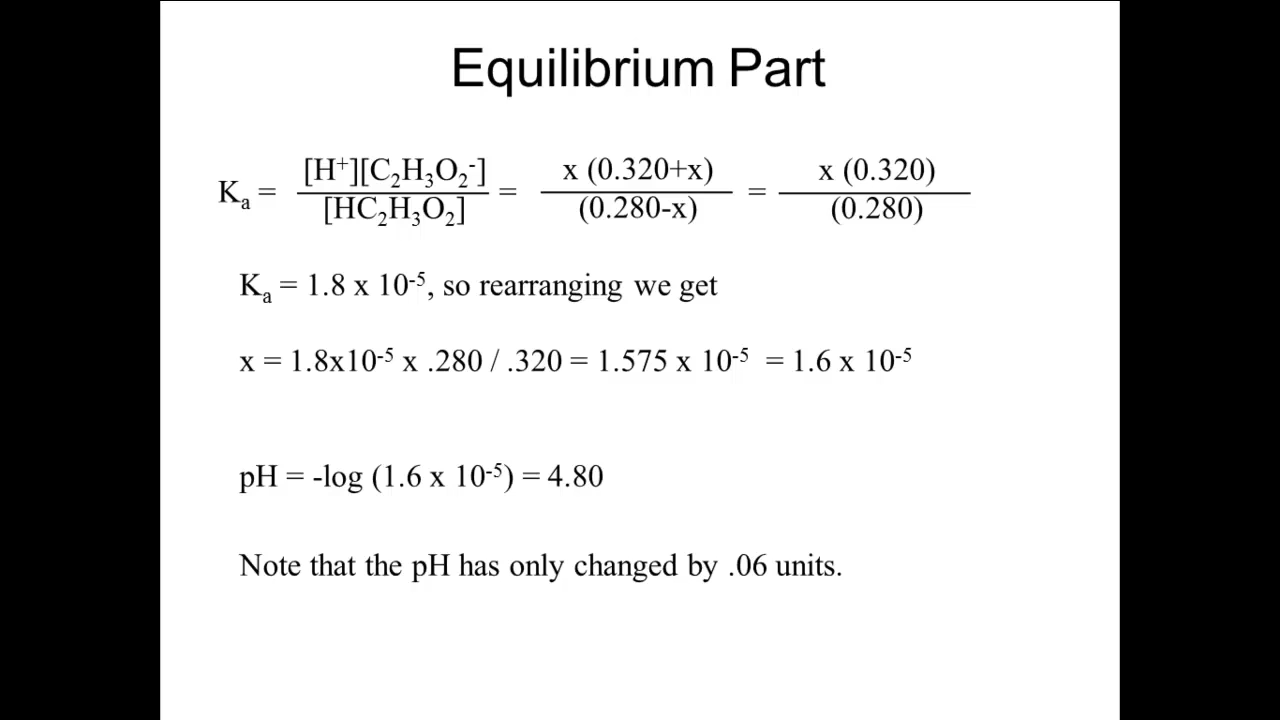 Equilibrium Part
Kₐ = [H⁺][C₂H₃O₂⁻] / [HC₂H₃O₂] = x (0.320+x) / (0.280-x) = x (0.320) / (0.280)
Kₐ = 1.8 x 10⁻⁵, so rearranging we get
x = 1.8x10⁻⁵ x .280 / .320 = 1.575 x 10⁻⁵ = 1.6 x 10⁻⁵
pH = -log (1.6 x 10⁻⁵) = 4.80
Note that the pH has only changed by .06 units.